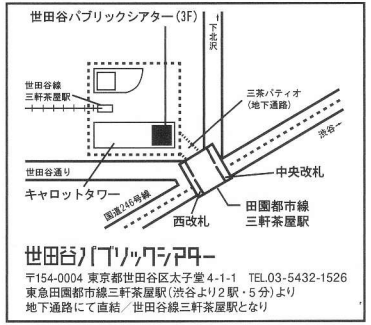 世田谷パブリックシアター(3F)
↑下北沢
世田谷線
三軒茶屋駅
三茶パティオ
(地下通路)
渋谷→
世田谷通り
中央改札
キャロットタワー
国道246号線
田園都市線
三軒茶屋駅
西改札
世田谷パブリックシアター
〒154-0004 東京都世田谷区太子堂4-1-1 TEL.03-5432-1526
東急田園都市線三軒茶屋駅(渋谷より2駅・5分)より
地下通路にて直結/世田谷線三軒茶屋駅となり